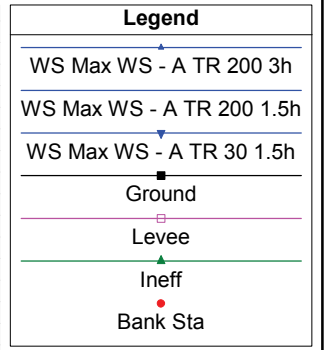 Legend
WS Max WS - A TR 200 3h
WS Max WS - A TR 200 1.5h
WS Max WS - A TR 30 1.5h
Ground
Levee
Ineff
Bank Sta